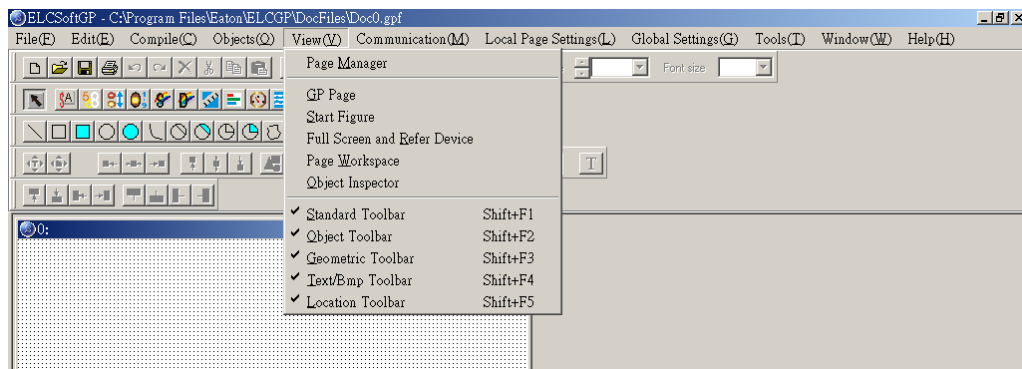 ELCSoftGP - C:\Program Files\Eaton\ELCGP\DocFiles\Doc0.gpf
File(F) Edit(E) Compile(C) Objects(O) View(V) Communication(M) Local Page Settings(L) Global Settings(G) Tools(T) Window(W) Help(H)
Page Manager
Font size
GP Page
Start Figure
Full Screen and Refer Device
Page Workspace
Object Inspector
Standard Toolbar Shift+F1
Object Toolbar Shift+F2
Geometric Toolbar Shift+F3
Text/Bmp Toolbar Shift+F4
Location Toolbar Shift+F5
0: